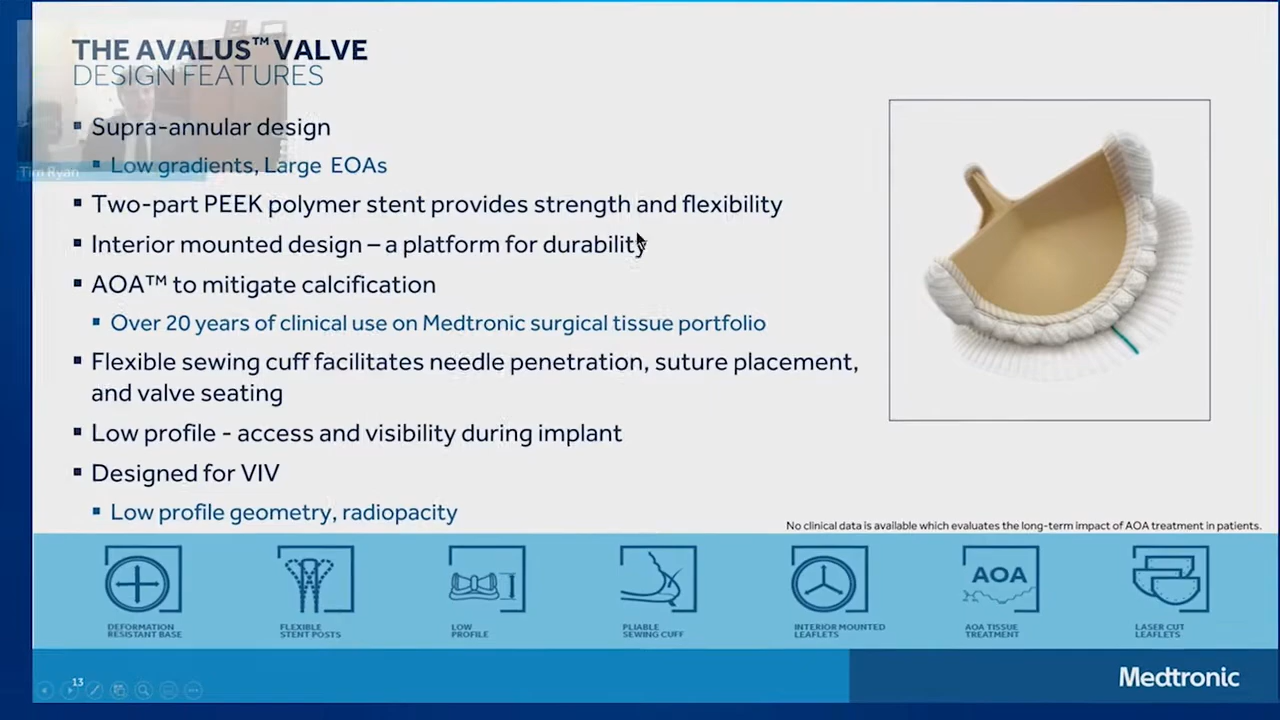 THE AVALUS™ VALVE
DESIGN FEATURES
Tim Ryan
Supra-annular design
Low gradients, Large EOAs
Two-part PEEK polymer stent provides strength and flexibility
Interior mounted design – a platform for durability
AOA™ to mitigate calcification
Over 20 years of clinical use on Medtronic surgical tissue portfolio
Flexible sewing cuff facilitates needle penetration, suture placement,
and valve seating
Low profile - access and visibility during implant
Designed for VIV
Low profile geometry, radiopacity
No clinical data is available which evaluates the long-term impact of AOA treatment in patients.
AOA
DEFORMATION
RESISTANT BASE
FLEXIBLE
STENT POSTS
LOW
PROFILE
PLIABLE
SEWING CUFF
INTERIOR MOUNTED
LEAFLETS
AOA TISSUE
TREATMENT
LASER CUT
LEAFLETS
13
Medtronic